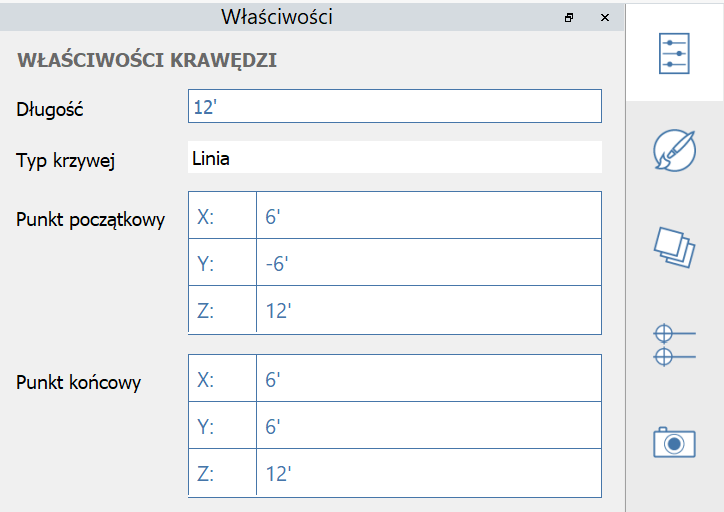 Właściwości
WŁAŚCIWOŚCI KRAWĘDZI
Długość 12'
Typ krzywej Linia
Punkt początkowy X: 6'
Y: -6'
Z: 12'
Punkt końcowy X: 6'
Y: 6'
Z: 12'